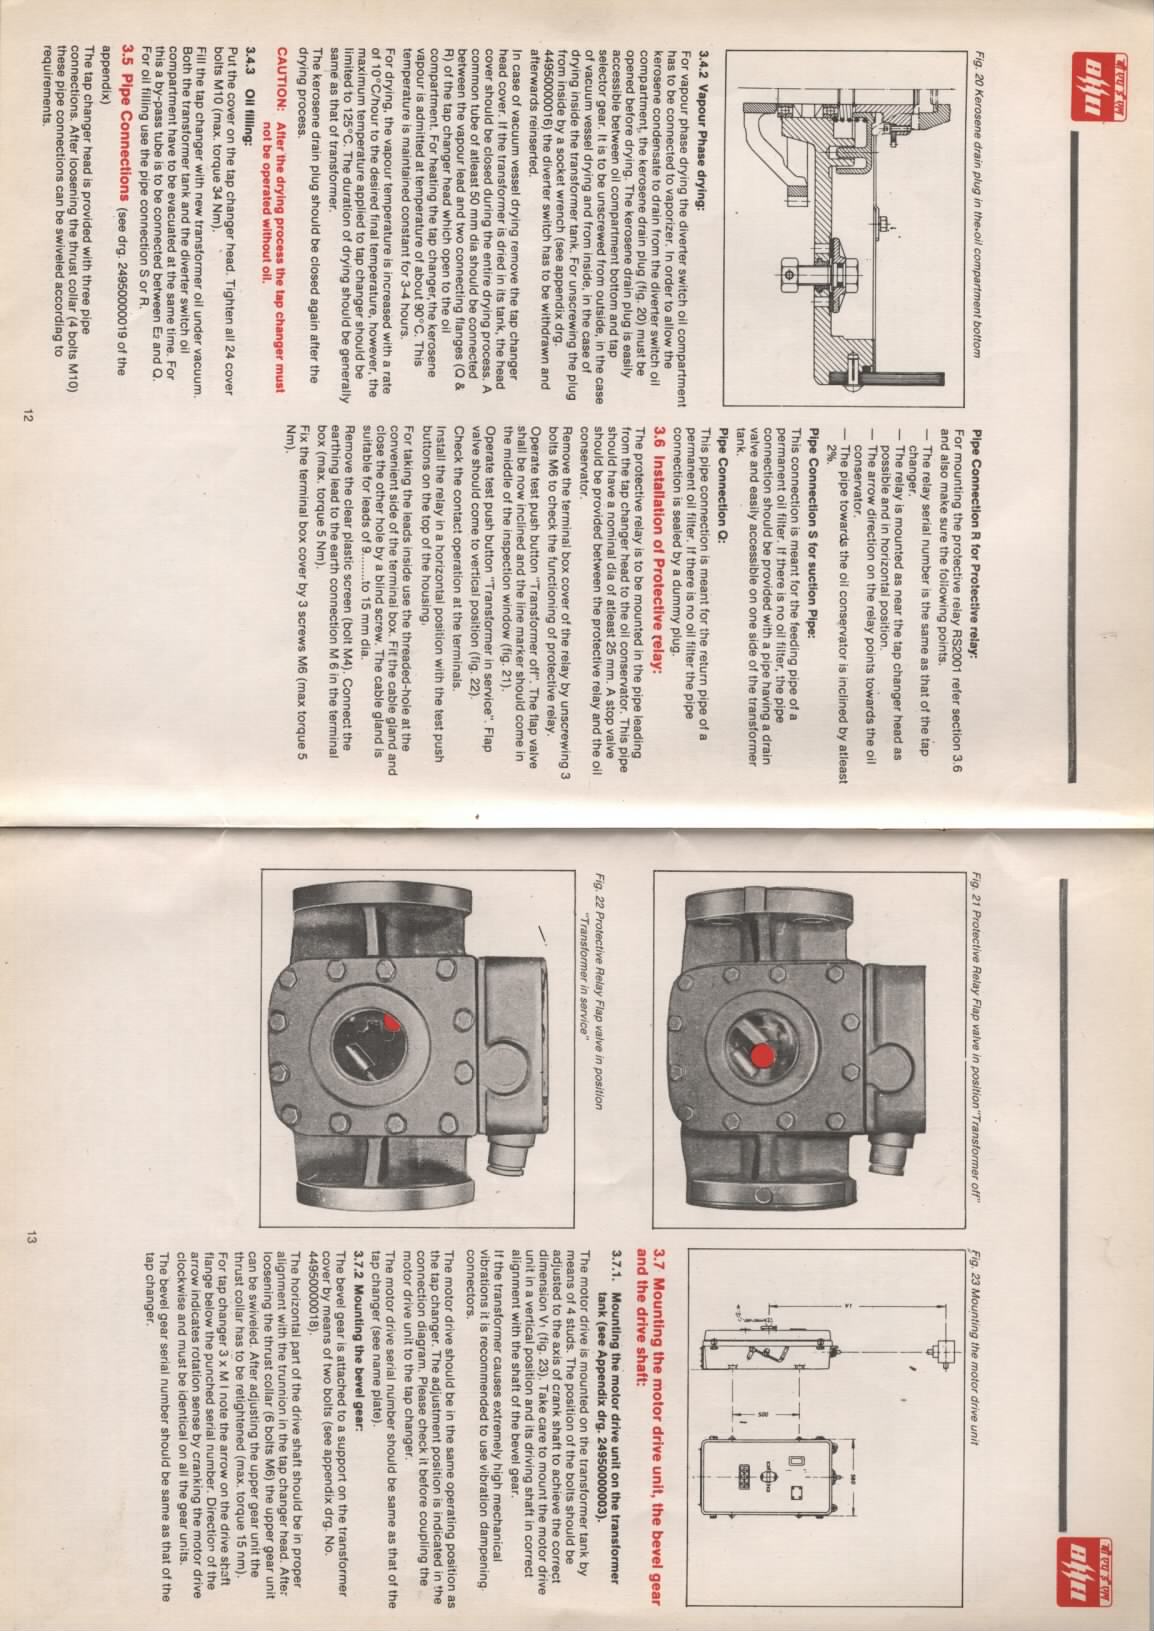 बीएचईएल
Fig. 20 Kerosene drain plug in the oil compartment bottom
3.4.2 Vapour Phase drying:
For vapour phase drying the diverter switch oil compartment
has to be connected to vaporizer. In order to allow the
kerosene condensate to drain from the diverter switch oil
compartment, the kerosene drain plug (fig. 20) must be
opened before drying. The kerosene drain plug is easily
accessible between oil compartment bottom and tap
selector gear. It is to be unscrewed from outside, in the case
of vacuum vessel drying and from inside, in the case of
drying inside the transformer tank. For unscrewing the plug
from inside by a socket wrench (see appendix drg.
44950000016) the diverter switch has to be withdrawn and
afterwards reinserted.
In case of vacuum vessel drying remove the tap changer
head cover. If the transformer is dried in its tank, the head
cover should be closed during the entire drying process. A
common tube of atleast 50 mm dia should be connected
between the vapour lead and two connecting flanges (Q &
R) of the tap changer head which open to the oil
compartment. For heating the tap changer, the kerosene
vapour is admitted at temperature of about 90°C. This
temperature is maintained constant for 3-4 hours.
For drying, the vapour temperature is increased with a rate
of 10°C/hour to the desired final temperature, however, the
maximum temperature applied to tap changer should be
limited to 125°C. The duration of drying should be generally
same as that of transformer.
The kerosene drain plug should be closed again after the
drying process.
CAUTION: After the drying process the tap changer must
not be operated without oil.
3.4.3 Oil filling:
Put the cover on the tap changer head. Tighten all 24 cover
bolts M10 (max. torque 34 Nm).
Fill the tap changer with new transformer oil under vacuum.
Both the transformer tank and the diverter switch oil
compartment have to be evacuated at the same time. For
this a by-pass tube is to be connected between E₂ and Q.
For oil filling use the pipe connection S or R.
3.5 Pipe Connections (see drg. 24950000019 of the
appendix)
The tap changer head is provided with three pipe
connections. After loosening the thrust collar (4 bolts M10)
these pipe connections can be swiveled according to
requirements.
Pipe Connection R for Protective relay:
For mounting the protective relay RS2001 refer section 3.6
and also make sure the following points.
— The relay serial number is the same as that of the tap
changer.
— The relay is mounted as near the tap changer head as
possible and in horizontal position.
— The arrow direction on the relay points towards the oil
conservator.
— The pipe towards the oil conservator is inclined by atleast
2%.
Pipe Connection S for suction Pipe:
This connection is meant for the feeding pipe of a
permanent oil filter. If there is no oil filter, the pipe
connection should be provided with a pipe having a drain
valve and easily accessible on one side of the transformer
tank.
Pipe Connection Q:
This pipe connection is meant for the return pipe of a
permanent oil filter. If there is no oil filter the pipe
connection is sealed by a dummy plug.
3.6 Installation of Protective relay:
The protective relay is to be mounted in the pipe leading
from the tap changer head to the oil conservator. This pipe
should have a nominal dia of atleast 25 mm. A stop valve
should be provided between the protective relay and the oil
conservator.
Remove the terminal box cover of the relay by unscrewing 3
bolts M6 to check the functioning of protective relay.
Operate test push button "Transformer off". The flap valve
shall be now inclined and the line marker should come in
the middle of the inspection window (fig. 21).
Operate test push button "Transformer in service". Flap
valve should come to vertical position (fig. 22).
Check the contact operation at the terminals.
Install the relay in a horizontal position with the test push
buttons on the top of the housing.
For taking the leads inside use the threaded-hole at the
convenient side of the terminal box. Fit the cable gland and
close the other hole by a blind screw. The cable gland is
suitable for leads of 9.........to 15 mm dia.
Remove the clear plastic screen (bolt M4). Connect the
earthing lead to the earth connection M 6 in the terminal
box (max. torque 5 Nm).
Fix the terminal box cover by 3 screws M6 (max torque 5
Nm).
12
Fig. 21 Protective Relay Flap valve in position "Transformer off"
Fig. 22 Protective Relay Flap valve in position
"Transformer in service"
बीएचईएल
Fig. 23 Mounting the motor drive unit
V1
500
560
3.7 Mounting the motor drive unit, the bevel gear
and the drive shaft:
3.7.1. Mounting the motor drive unit on the transformer
tank (see Appendix drg. 24950000003).
The motor drive is mounted on the transformer tank by
means of 4 studs. The position of the bolts should be
adjusted to the axis of crank shaft to achieve the correct
dimension V₁ (fig. 23). Take care to mount the motor drive
unit in a vertical position and its driving shaft in correct
alignment with the shaft of the bevel gear.
If the transformer causes extremely high mechanical
vibrations it is recommended to use vibration dampening.
connectors.
The motor drive should be in the same operating position as
the tap changer. The adjustment position is indicated in the
connection diagram. Please check it before coupling the
motor drive unit to the tap changer.
The motor drive serial number should be same as that of the
tap changer (see name plate).
3.7.2 Mounting the bevel gear:
The bevel gear is attached to a support on the transformer
cover by means of two bolts (see appendix drg. No.
44950000018).
The horizontal part of the drive shaft should be in proper
alignment with the trunnion in the tap changer head. After
loosening the thrust collar (6 bolts M6) the upper gear unit
can be swiveled. After adjusting the upper gear unit the
thrust collar has to be retightened (max. torque 15 nm).
For tap changer 3 x M I note the arrow on the drive shaft
flange below the punched serial number. Direction of the
arrow indicates rotation sense by cranking the motor drive
clockwise and must be identical on all the gear units.
The bevel gear serial number should be same as that of the
tap changer.
13